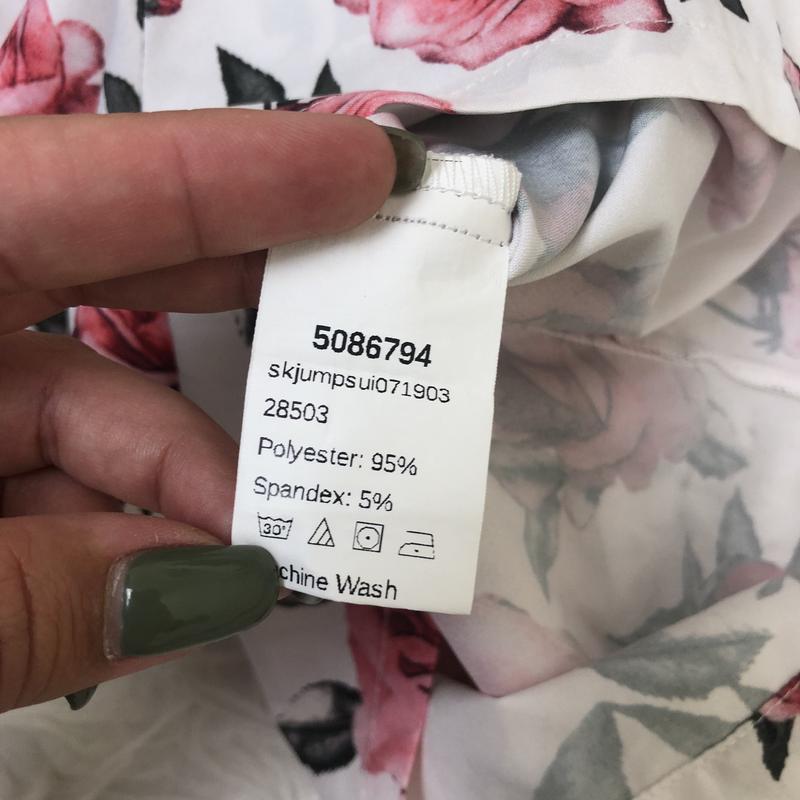 5086794
skjumpsui071903
28503
Polyester: 95%
Spandex: 5%
30°
chine Wash